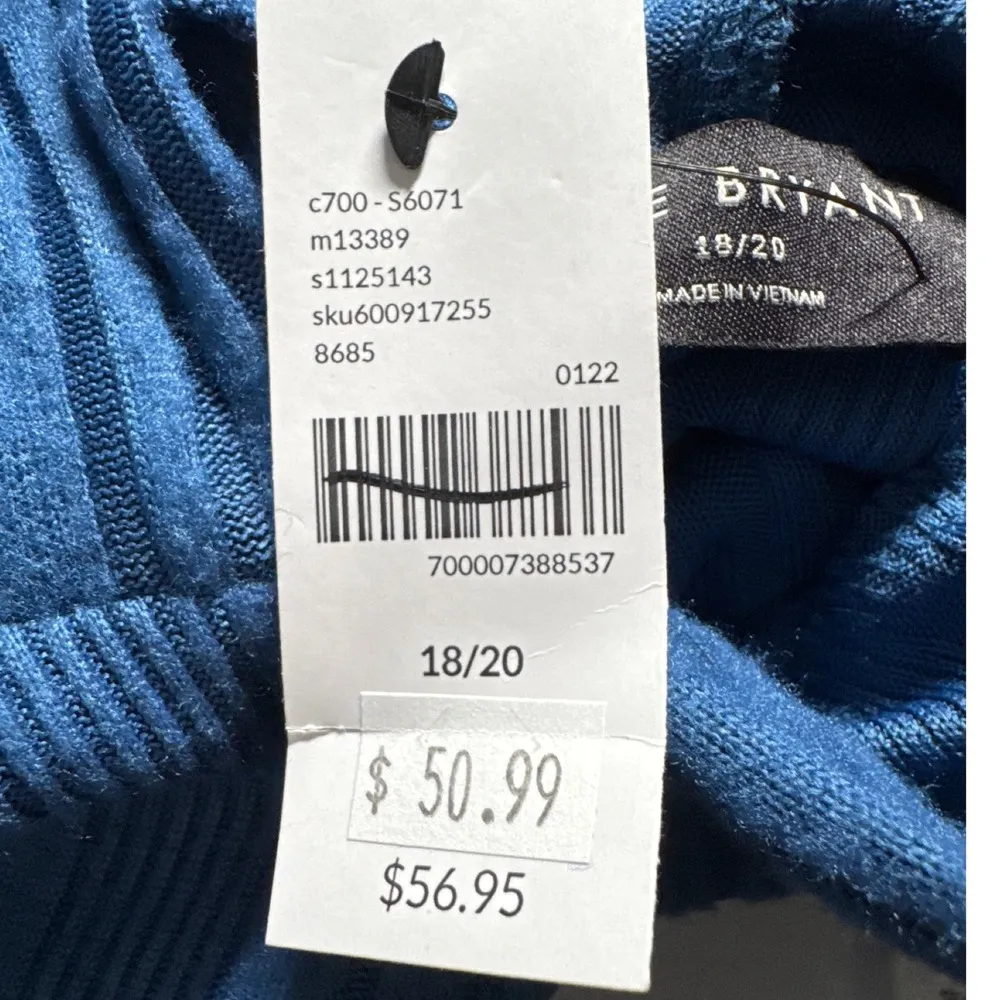 c700 - S6071
m13389
s1125143
sku600917255
8685
0122
700007388537
18/20
$ 50.99
$56.95
E BRYANT
18/20
MADE IN VIETNAM